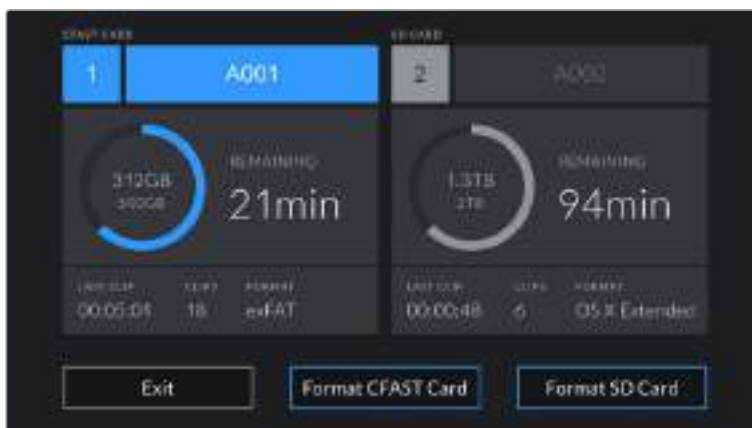 CFAST CARD
SD CARD
1 A001
2 A002
312GB
REMAINING
21min
1.3TB
2TB
REMAINING
94min
LAST CLIP CLIPS FORMAT
00:05:01 18 exFAT
LAST CLIP CLIPS FORMAT
00:00:48 6 OS X Extended
Exit
Format CFAST Card
Format SD Card